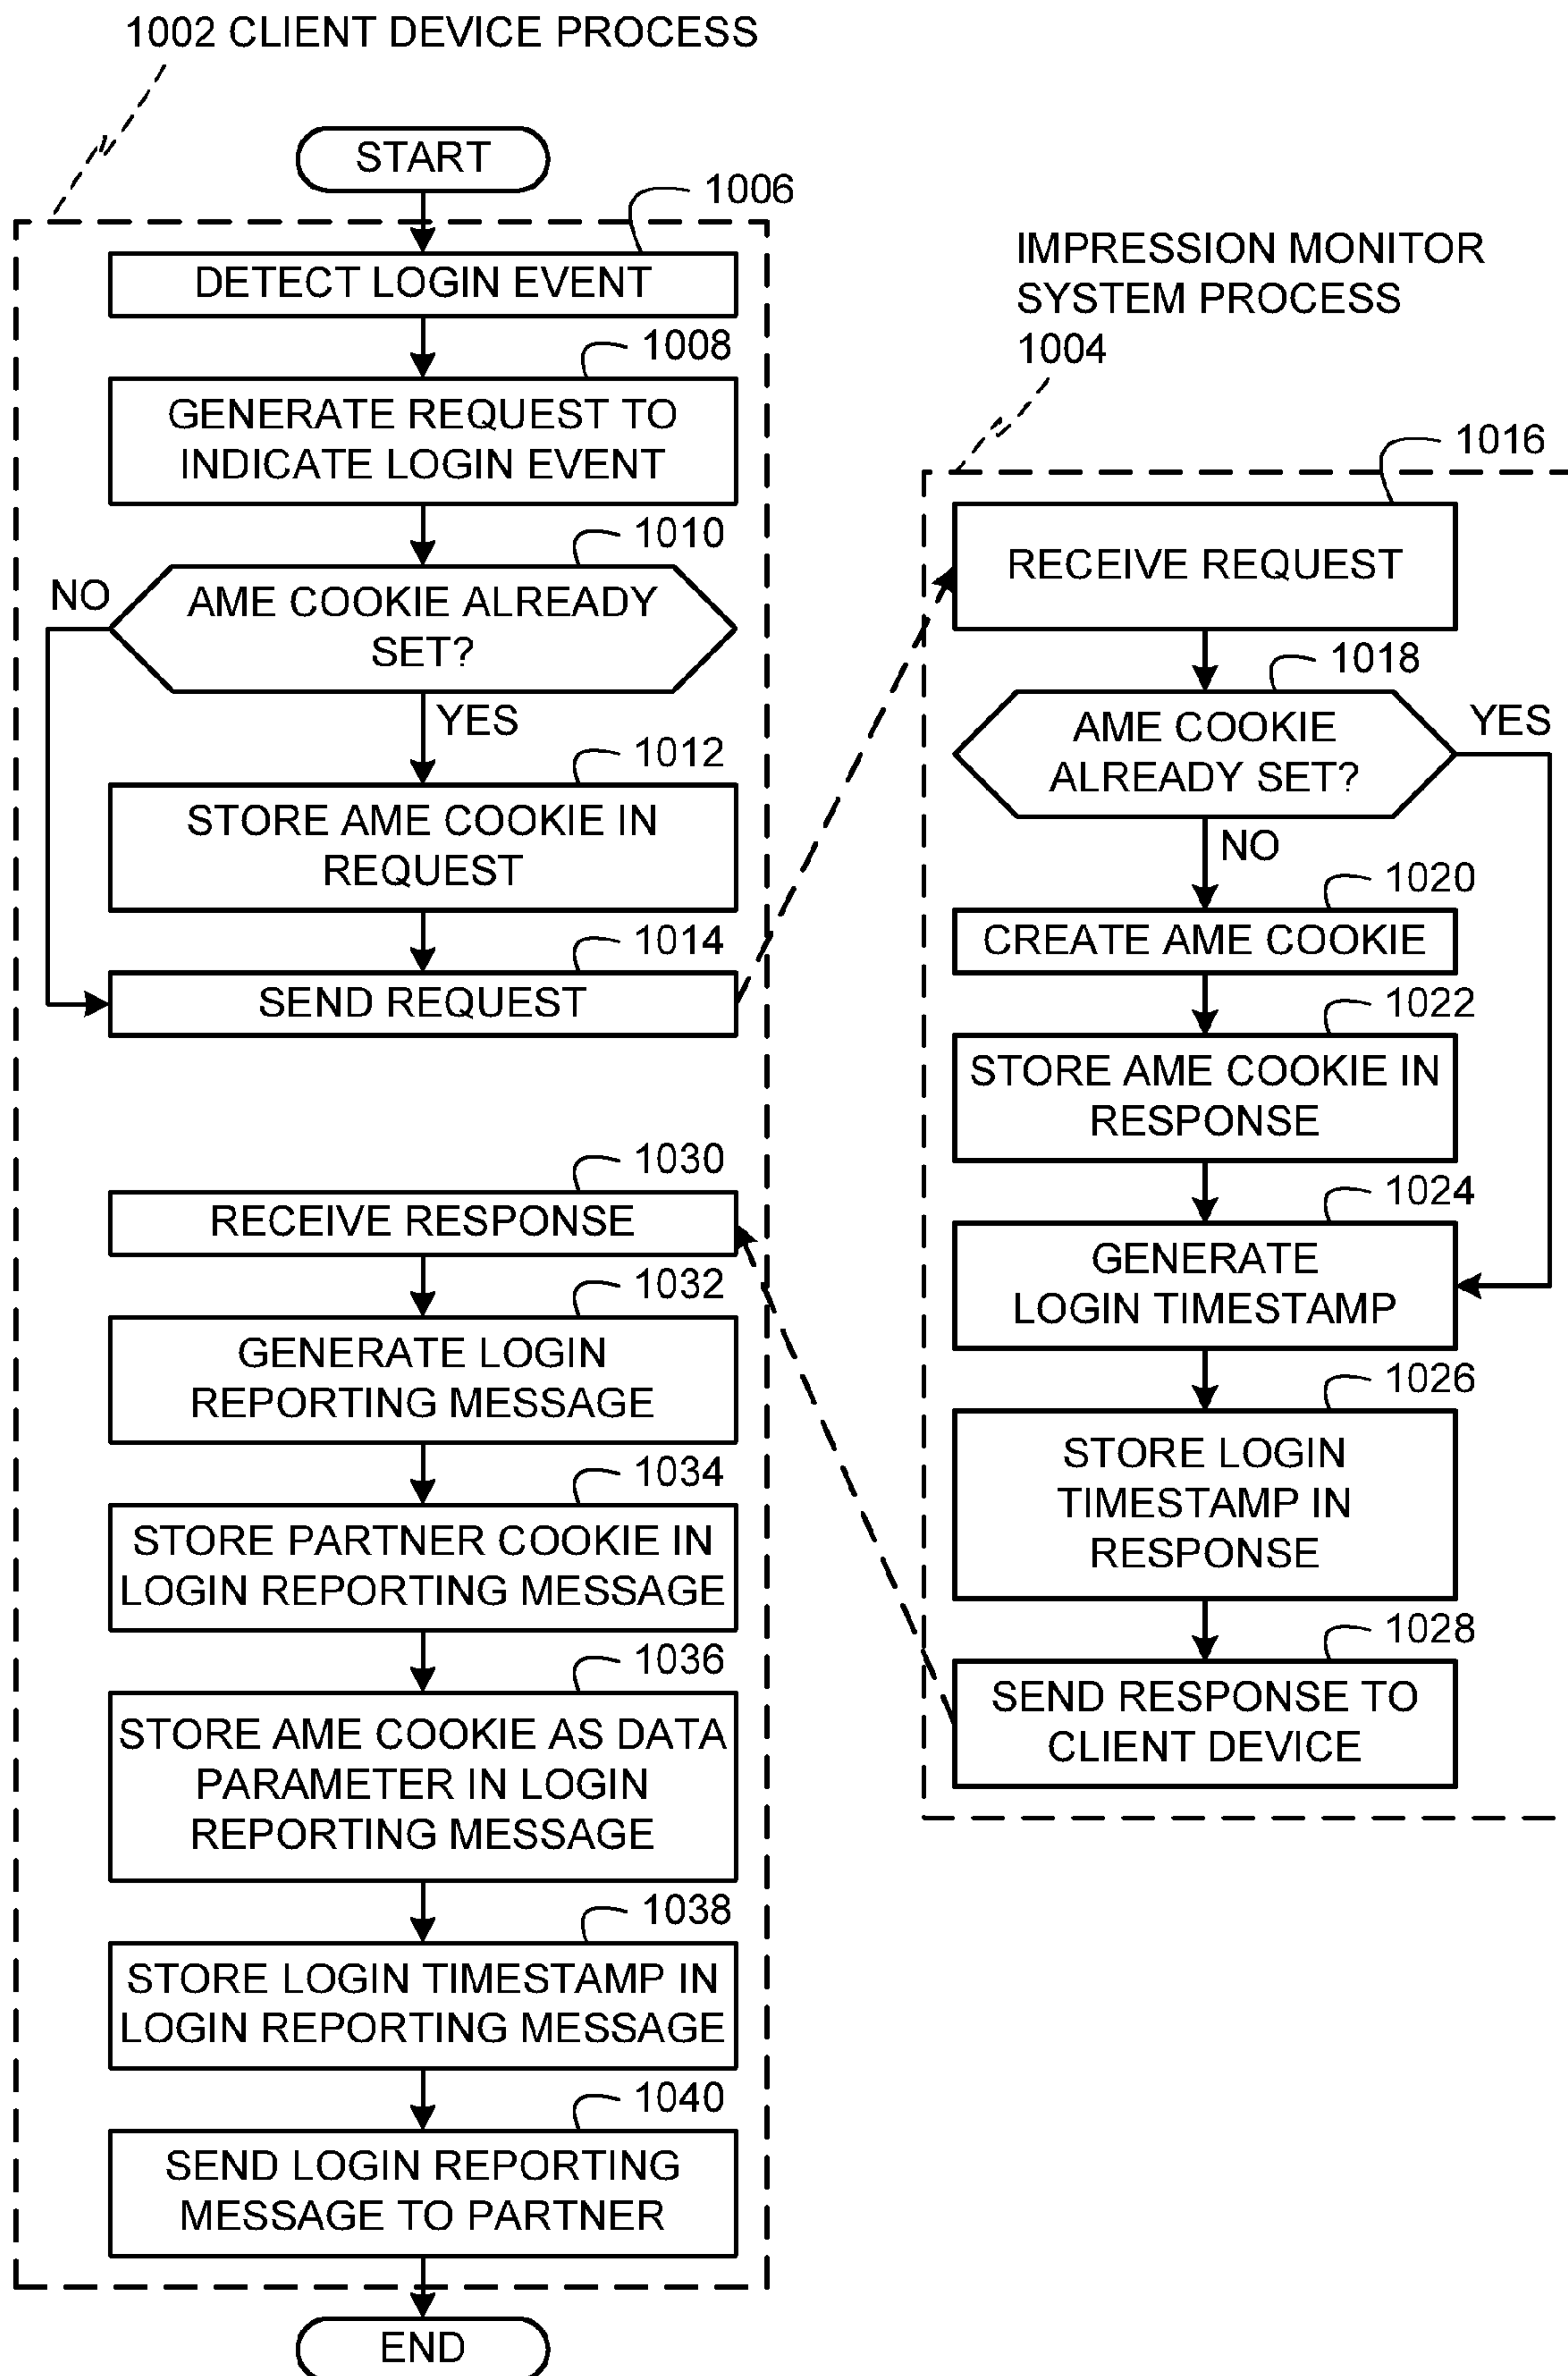 1002 CLIENT DEVICE PROCESS
START
1006
DETECT LOGIN EVENT
1008
GENERATE REQUEST TO
INDICATE LOGIN EVENT
1010
NO
AME COOKIE ALREADY
SET?
YES
1012
STORE AME COOKIE IN
REQUEST
1014
SEND REQUEST
1030
RECEIVE RESPONSE
1032
GENERATE LOGIN
REPORTING MESSAGE
1034
STORE PARTNER COOKIE IN
LOGIN REPORTING MESSAGE
1036
STORE AME COOKIE AS DATA
PARAMETER IN LOGIN
REPORTING MESSAGE
1038
STORE LOGIN TIMESTAMP IN
LOGIN REPORTING MESSAGE
1040
SEND LOGIN REPORTING
MESSAGE TO PARTNER
END
IMPRESSION MONITOR
SYSTEM PROCESS
1004
1016
RECEIVE REQUEST
1018
AME COOKIE
ALREADY SET?
YES
NO
1020
CREATE AME COOKIE
1022
STORE AME COOKIE IN
RESPONSE
1024
GENERATE
LOGIN TIMESTAMP
1026
STORE LOGIN
TIMESTAMP IN
RESPONSE
1028
SEND RESPONSE TO
CLIENT DEVICE